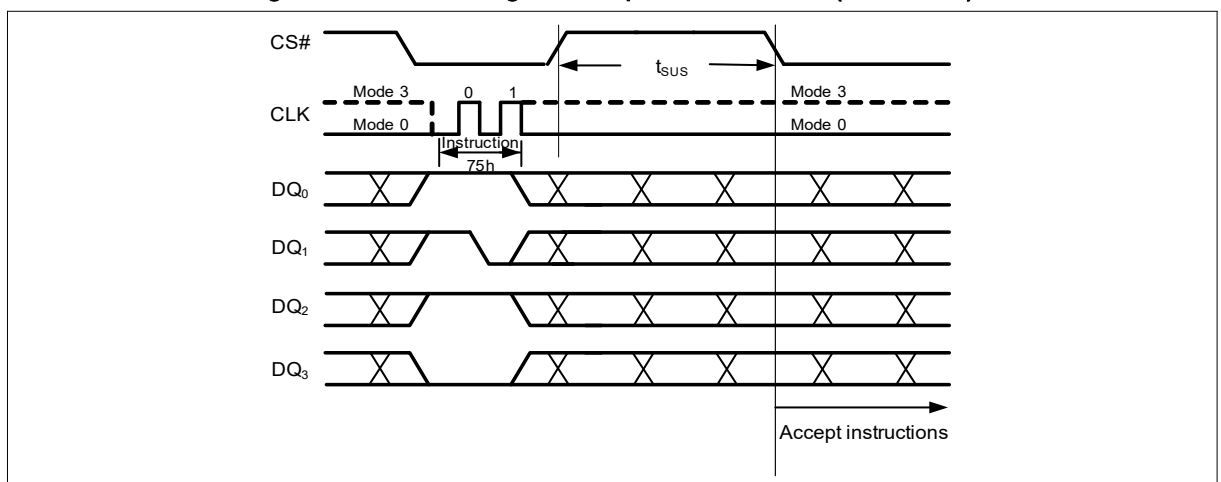 CS#
tSUS
Mode 3 0 1 Mode 3
CLK
Mode 0 Mode 0
Instruction
75h
DQ0
DQ1
DQ2
DQ3
Accept instructions